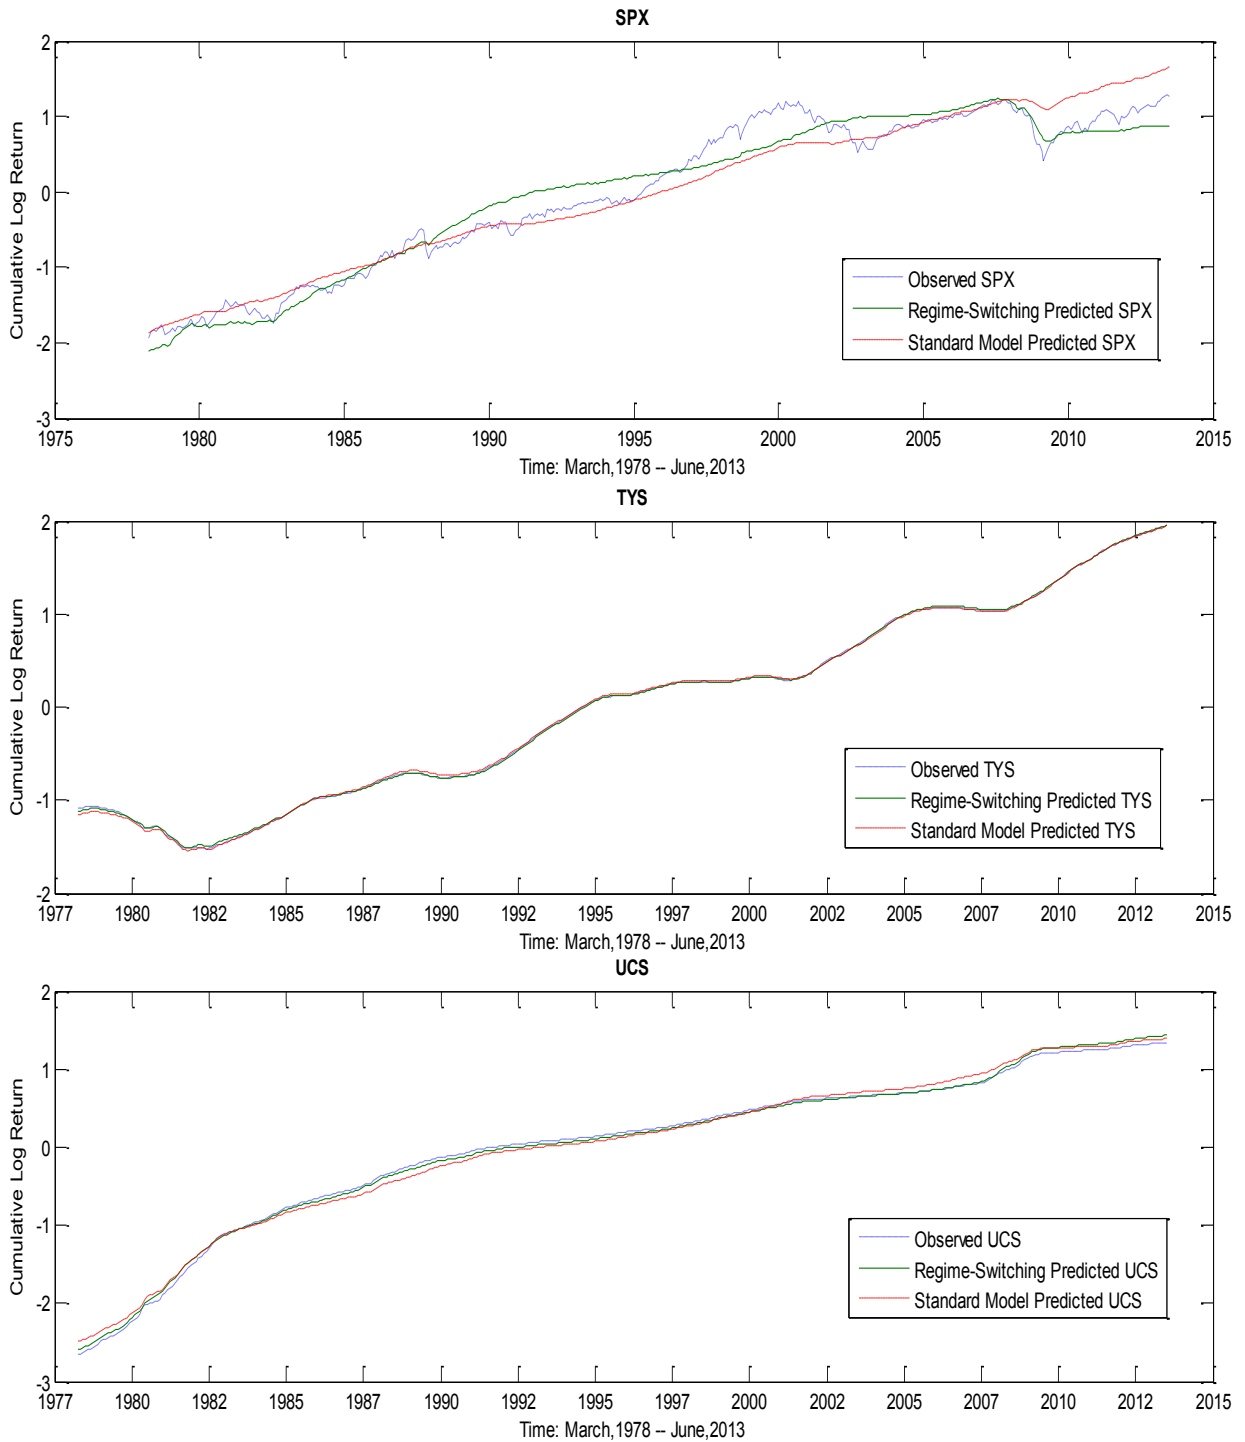 SPX
2
1
0
-1
-2
-3
Cumulative Log Return
Observed SPX
Regime-Switching Predicted SPX
Standard Model Predicted SPX
1975 1980 1985 1990 1995 2000 2005 2010 2015
Time: March,1978 -- June,2013
TYS
2
1
0
-1
-2
Cumulative Log Return
Observed TYS
Regime-Switching Predicted TYS
Standard Model Predicted TYS
1977 1980 1982 1985 1987 1990 1992 1995 1997 2000 2002 2005 2007 2010 2012 2015
Time: March,1978 -- June,2013
UCS
2
1
0
-1
-2
-3
Cumulative Log Return
Observed UCS
Regime-Switching Predicted UCS
Standard Model Predicted UCS
1977 1980 1982 1985 1987 1990 1992 1995 1997 2000 2002 2005 2007 2010 2012 2015
Time: March,1978 -- June,2013